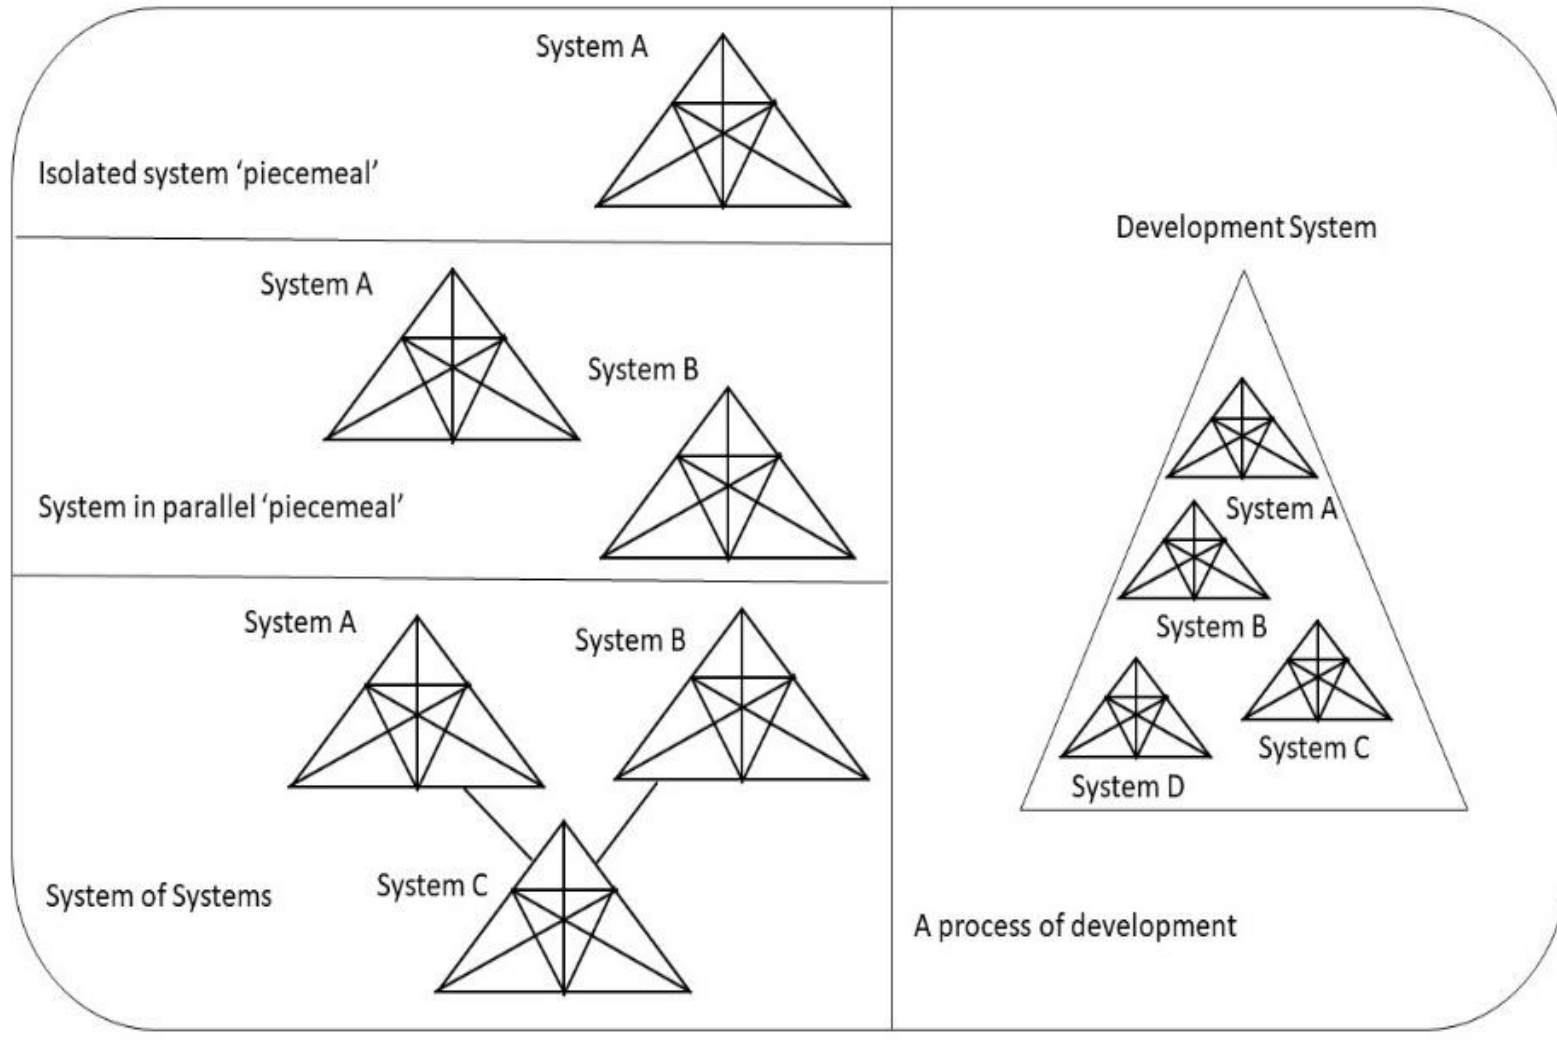 System A
Isolated system ‘piecemeal’
System A
System B
System in parallel ‘piecemeal’
System A
System B
System C
System of Systems
Development System
System A
System B
System C
System D
A process of development